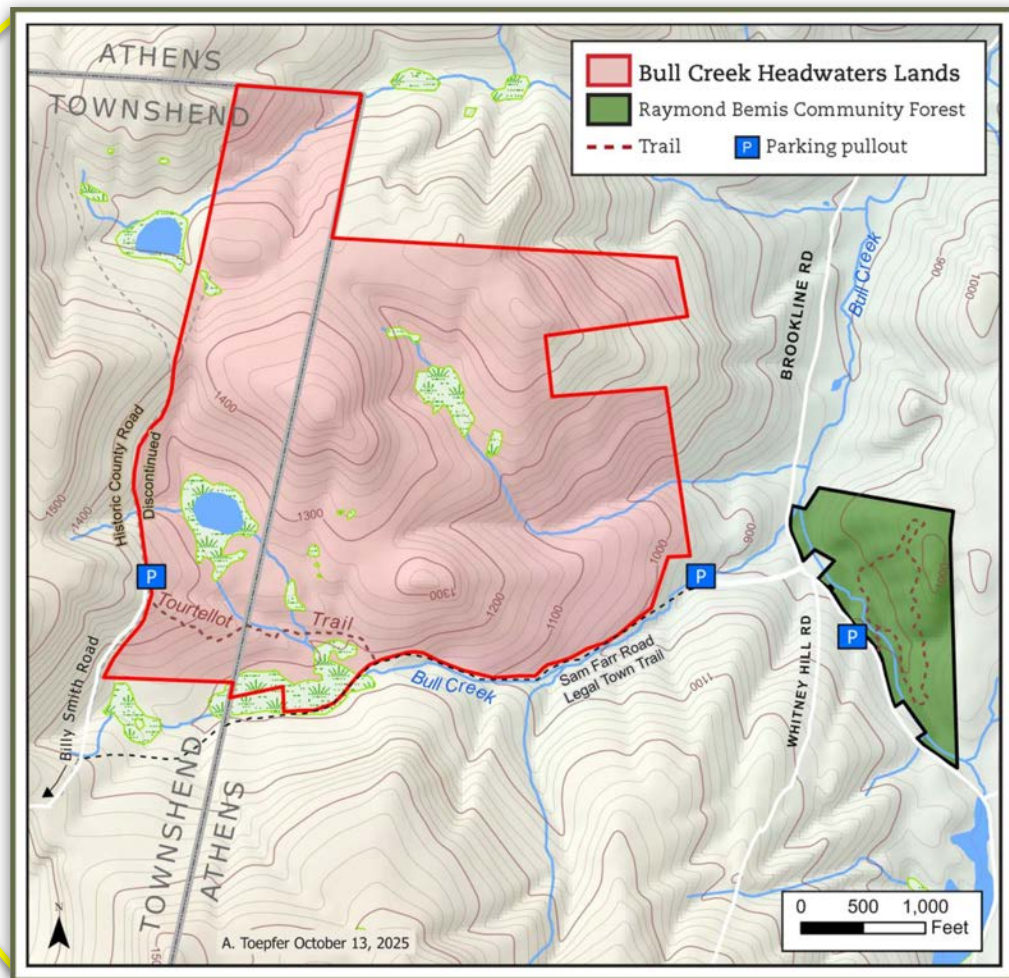 ATHENS
TOWNSHEND
Bull Creek Headwaters Lands
Raymond Bemis Community Forest
Trail
P Parking pullout
Bull Creek
900
1000
BROOKLINE RD
1400
Historic County Road
Discontinued
1500
1400
1300
P
Tourtellot Trail
1300
1200
1100
1000
900
P
1000
P
Sam Farr Road
Legal Town Trail
Bull Creek
1100
WHITNEY HILL RD
Billy Smith Road
TOWNSHEND
ATHENS
150
N
A. Toepfer October 13, 2025
0 500 1,000
Feet